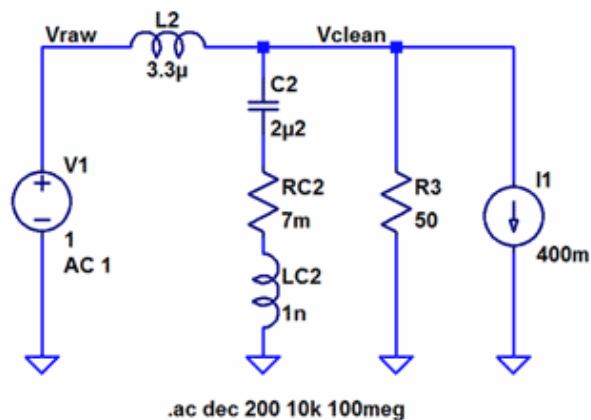 Vraw
L2
3.3µ
Vclean
C2
2µ2
V1
+
−
1
AC 1
RC2
7m
R3
50
I1
400m
LC2
1n
.ac dec 200 10k 100meg